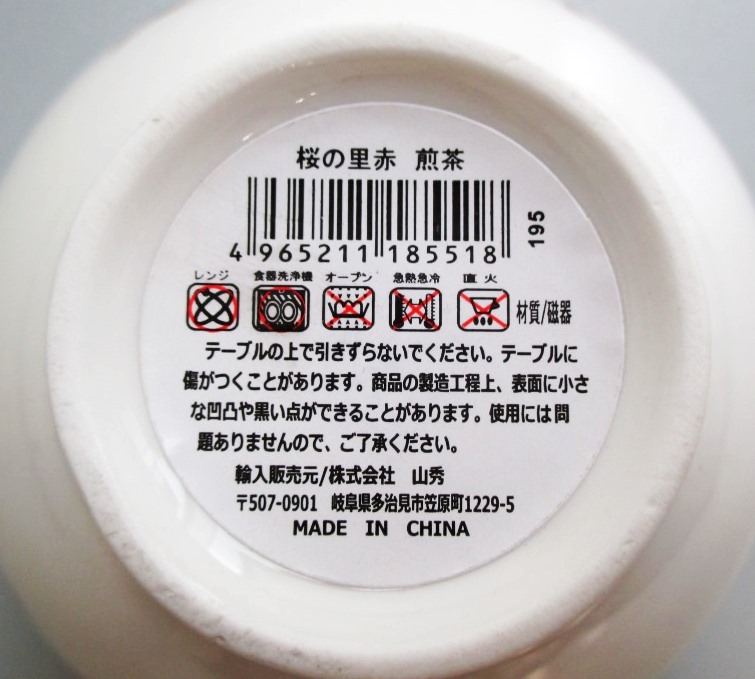 桜の里赤 煎茶
195
4 965211 185518
レンジ 食器洗浄機 オーブン 急熱急冷 直火
材質/磁器
テーブルの上で引きずらないでください。テーブルに
傷がつくことがあります。商品の製造工程上、表面に小さ
な凹凸や黒い点ができることがあります。使用には問
題ありませんので、ご了承ください。
輸入販売元/株式会社 山秀
〒507-0901 岐阜県多治見市笠原町1229-5
MADE IN CHINA